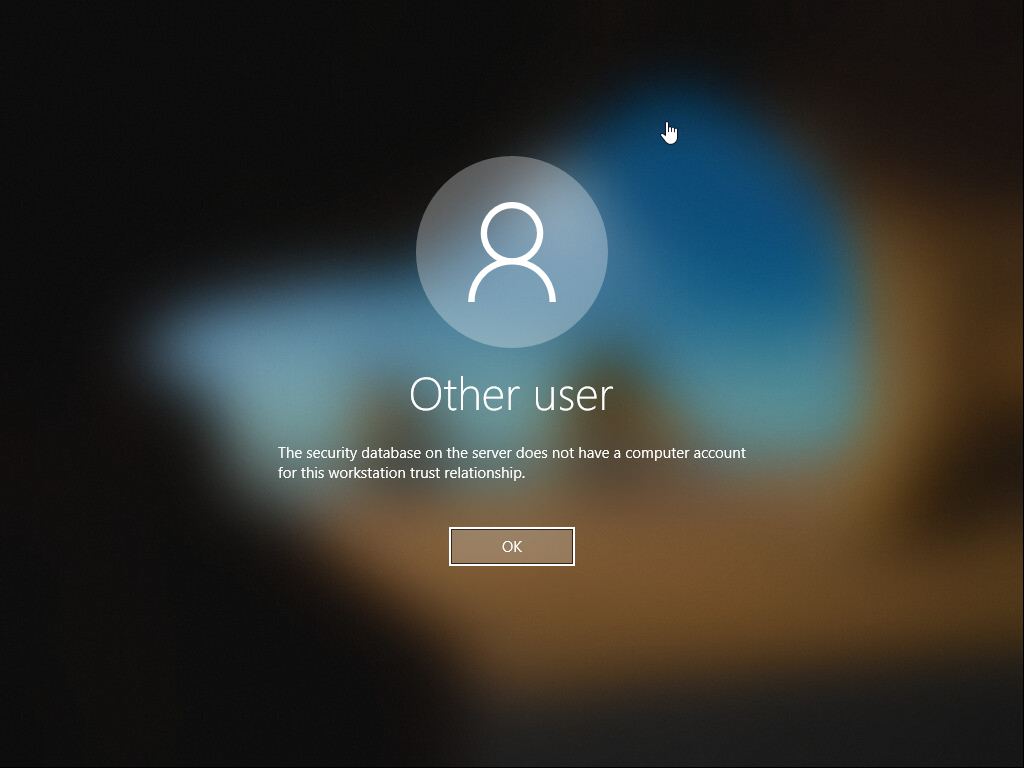 Other user
The security database on the server does not have a computer account
for this workstation trust relationship.
OK